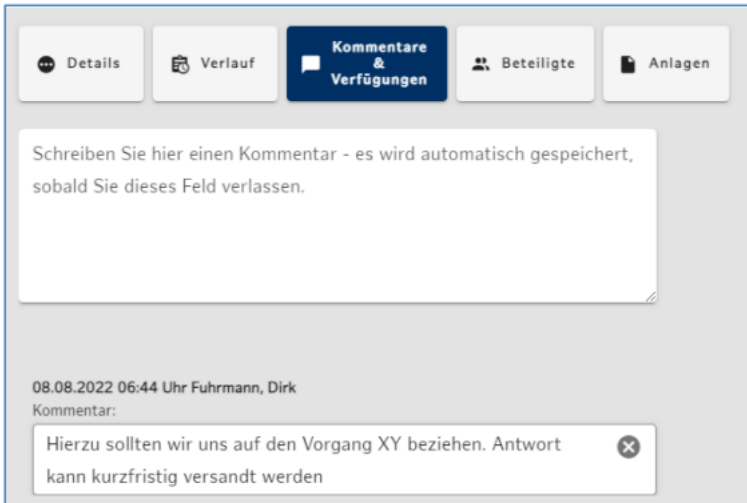 Details
Verlauf
Kommentare
&
Verfügungen
Beteiligte
Anlagen
Schreiben Sie hier einen Kommentar - es wird automatisch gespeichert,
sobald Sie dieses Feld verlassen.
08.08.2022 06:44 Uhr Fuhrmann, Dirk
Kommentar:
Hierzu sollten wir uns auf den Vorgang XY beziehen. Antwort
kann kurzfristig versandt werden